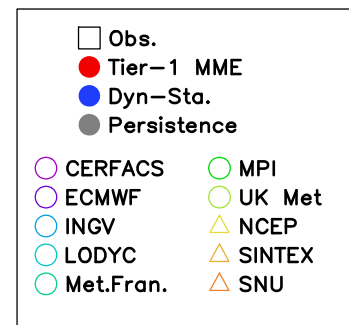 Obs.
Tier-1 MME
Dyn-Sta.
Persistence
CERFACS
ECMWF
INGV
LODYC
Met.Fran.
MPI
UK Met
NCEP
SINTEX
SNU